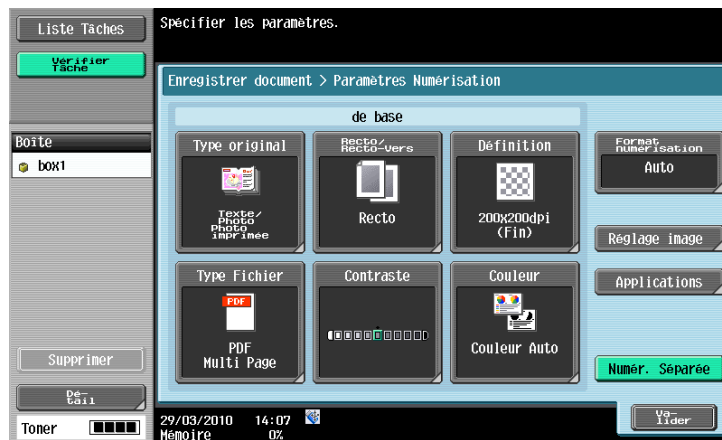 Liste Tâches
Spécifier les paramètres.
Vérifier
Tâche
Enregistrer document > Paramètres Numérisation
de base
Boîte
box1
Type original
Texte/
Photo
Photo
imprimée
Recto/
Recto-Vers
Recto
Définition
200x200dpi
(Fin)
Format
numérisation
Auto
Réglage image
Type Fichier
PDF
PDF
Multi Page
Contraste
Couleur
Couleur Auto
Applications
Supprimer
Numér. Séparée
Dé-
tail
Toner
29/03/2010 14:07
Mémoire 0%
Va-
lider